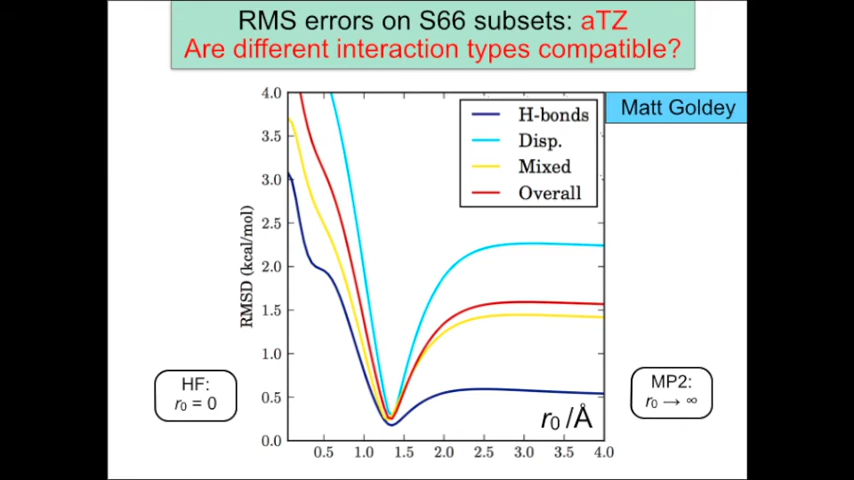 RMS errors on S66 subsets: aTZ
Are different interaction types compatible?
Matt Goldey
4.0
3.5
3.0
2.5
2.0
1.5
1.0
0.5
0.0
RMSD (kcal/mol)
H-bonds
Disp.
Mixed
Overall
HF:
r₀ = 0
MP2:
r₀ → ∞
r₀ /Å
0.5 1.0 1.5 2.0 2.5 3.0 3.5 4.0